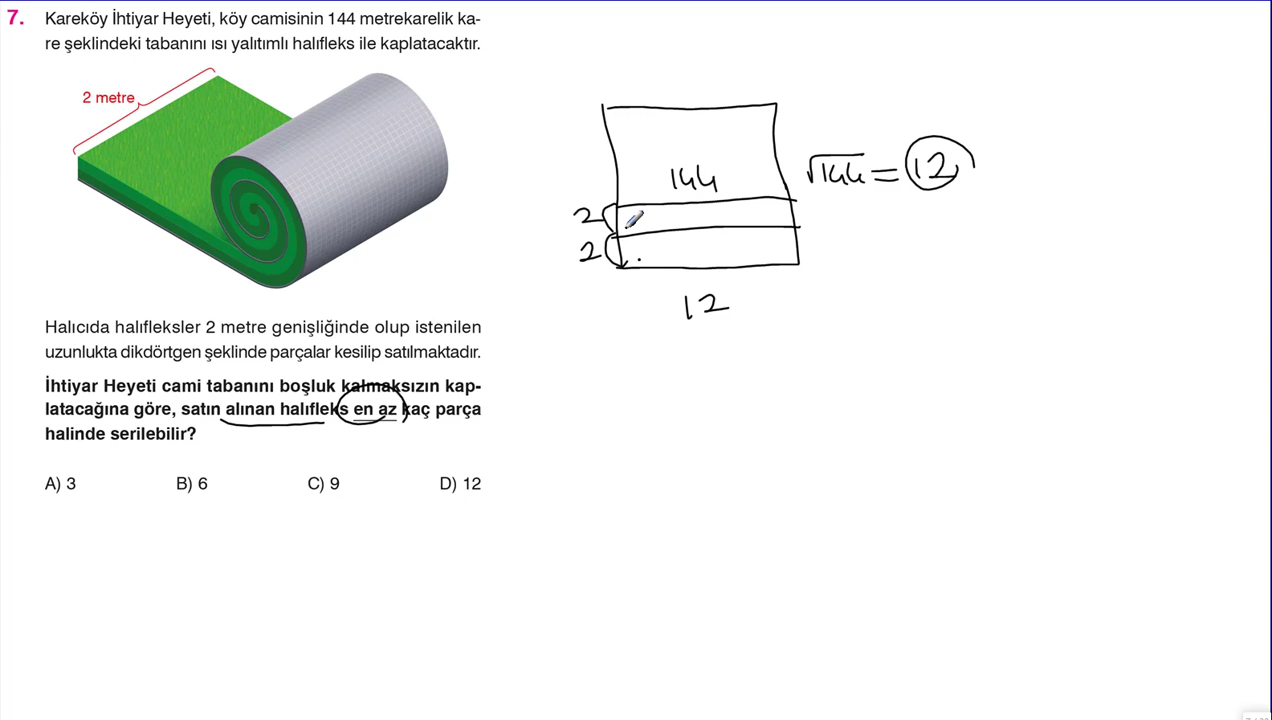 7. Kareköy İhtiyar Heyeti, köy camisinin 144 metrekarelik ka-
re şeklindeki tabanını ısı yalıtımlı halıfleks ile kaplatacaktır.
2 metre
144
√144 = 12
2
2
12
Halıcıda halıfleksler 2 metre genişliğinde olup istenilen
uzunlukta dikdörtgen şeklinde parçalar kesilip satılmaktadır.
İhtiyar Heyeti cami tabanını boşluk kalmaksızın kap-
latacağına göre, satın alınan halıfleks en az kaç parça
halinde serilebilir?
A) 3 B) 6 C) 9 D) 12